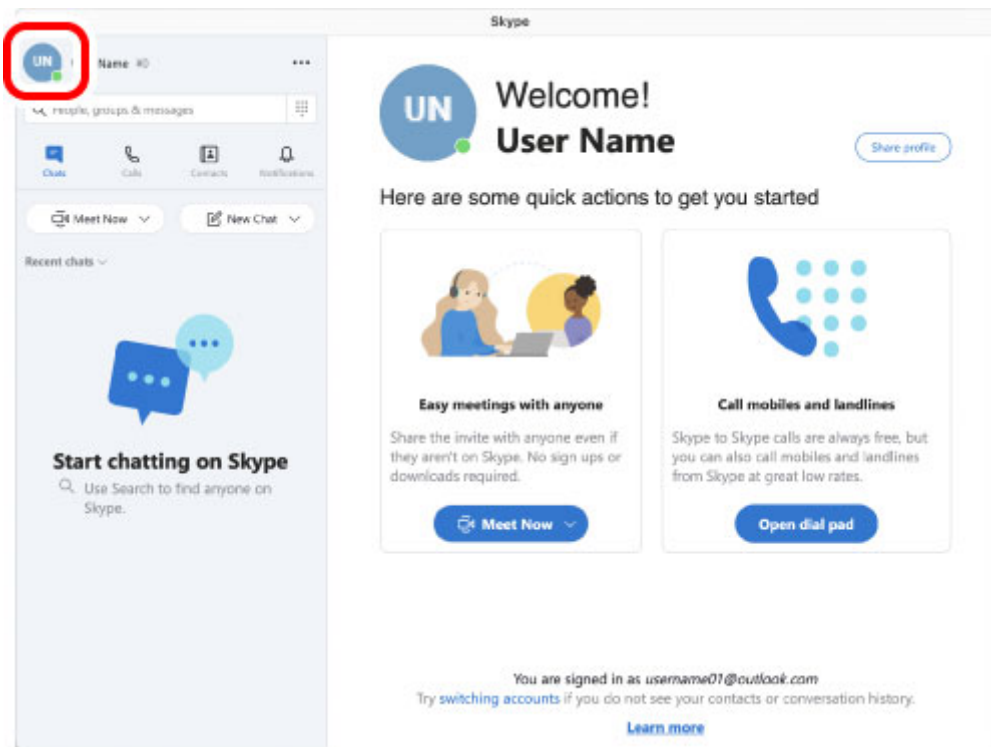 Skype
UN
Name
¥0
People, groups & messages
Chats
Calls
Contacts
Notifications
Meet Now
New Chat
Recent chats
Start chatting on Skype
Use Search to find anyone on
Skype.
UN
Welcome!
User Name
Share profile
Here are some quick actions to get you started
Easy meetings with anyone
Share the invite with anyone even if
they aren't on Skype. No sign ups or
downloads required.
Meet Now
Call mobiles and landlines
Skype to Skype calls are always free, but
you can also call mobiles and landlines
from Skype at great low rates.
Open dial pad
You are signed in as username01@outlook.com
Try switching accounts if you do not see your contacts or conversation history.
Learn more